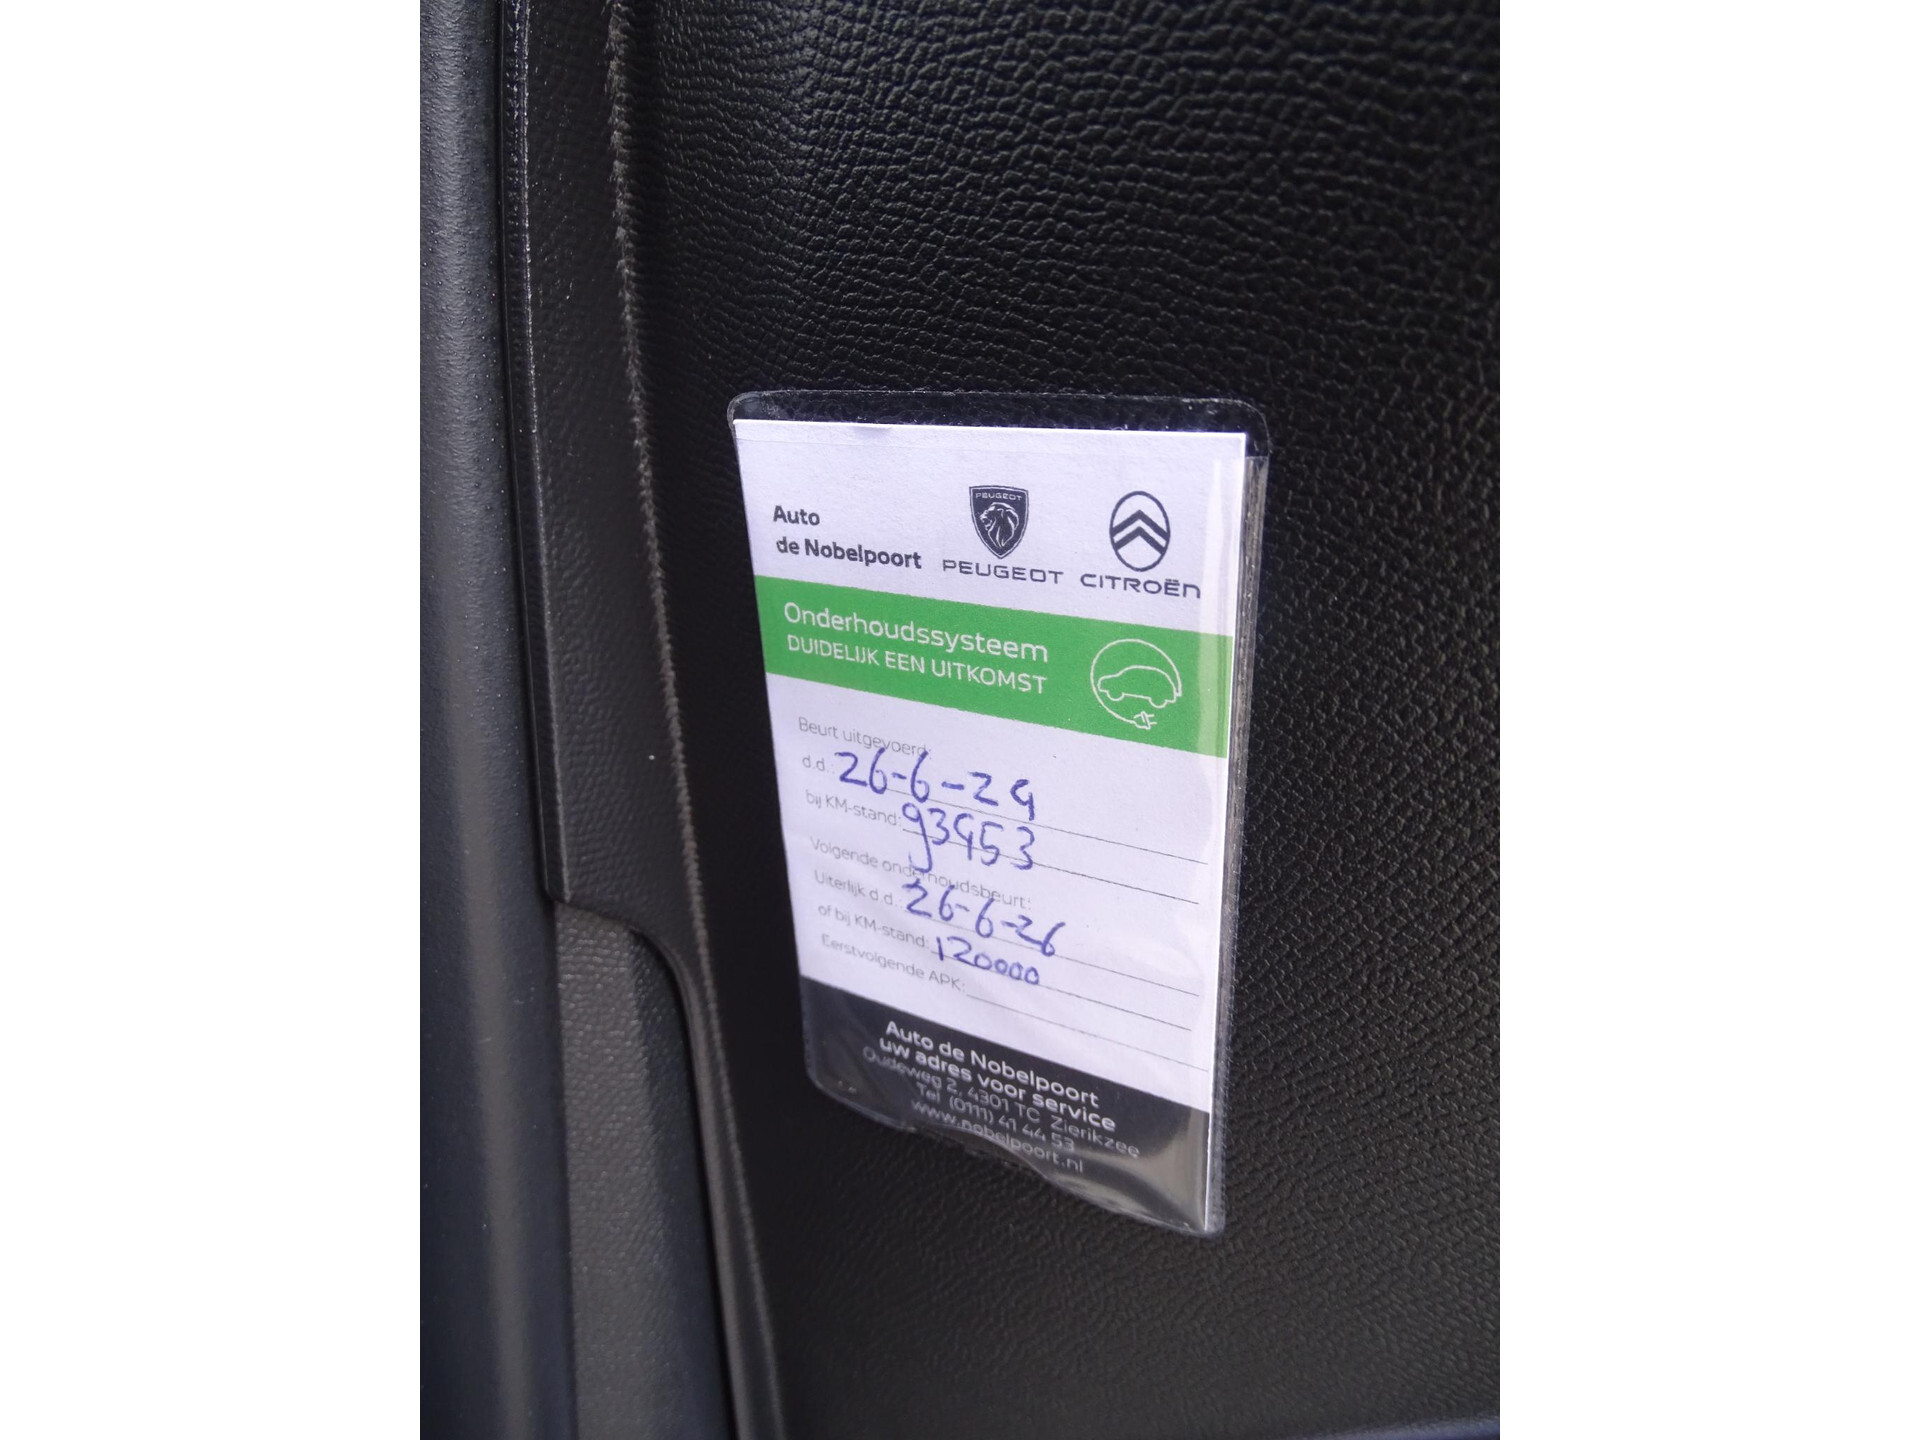 Auto
de Nobelpoort
PEUGEOT
PEUGEOT
CITROËN
Onderhoudssysteem
DUIDELIJK EEN UITKOMST
Beurt uitgevoerd:
d.d.: 26-6-24
bij KM-stand: 93453
Volgende onderhoudsbeurt:
Uiterlijk d.d.: 26-6-26
of bij KM-stand: 120000
Eerstvolgende APK:
Auto de Nobelpoort
uw adres voor service
Oudeweg 2, 4301 TC Zierikzee
Tel (0111) 41 44 53
www.nobelpoort.nl